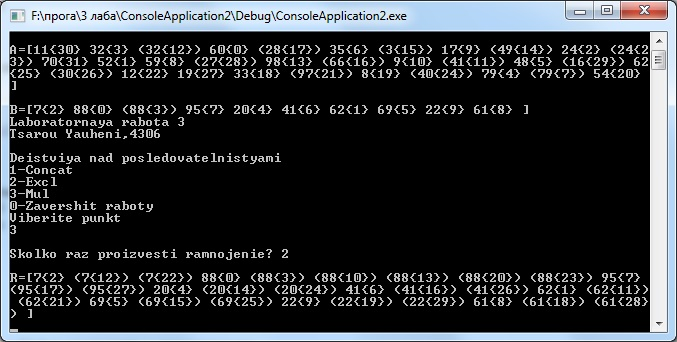 F:\прога\3 лаба\ConsoleApplication2\Debug\ConsoleApplication2.exe
A=[11{30} 32{3} (32{12}) 60{0} (28{17}) 35{6} (3{15}) 17{9} (49{14}) 24{2} (24{2
3}) 70{31} 52{1} 59{8} (27{28}) 98{13} (66{16}) 9{10} (41{11}) 48{5} (16{29}) 62
{25} (30{26}) 12{22} 19{27} 33{18} (97{21}) 8{19} (40{24}) 79{4} (79{7}) 54{20}
]
B=[7{2} 88{0} (88{3}) 95{7} 20{4} 41{6} 62{1} 69{5} 22{9} 61{8} ]
Laboratornaya rabota 3
Tsarou Yauheni,4306
Deistviya nad posledovatelnistyami
1-Concat
2-Excl
3-Mul
0-Zavershit raboty
Viberite punkt
3
Skolko raz proizvesti ramnojenie? 2
R=[7{2} (7{12}) (7{22}) 88{0} (88{3}) (88{10}) (88{13}) (88{20}) (88{23}) 95{7}
(95{17}) (95{27}) 20{4} (20{14}) (20{24}) 41{6} (41{16}) (41{26}) 62{1} (62{11})
(62{21}) 69{5} (69{15}) (69{25}) 22{9} (22{19}) (22{29}) 61{8} (61{18}) (61{28}
) ]